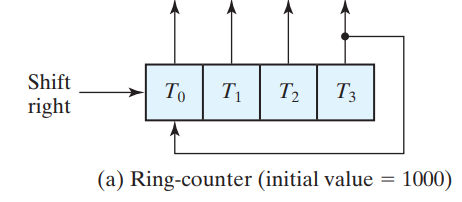 Shift
right
T0 T1 T2 T3
(a) Ring-counter (initial value = 1000)